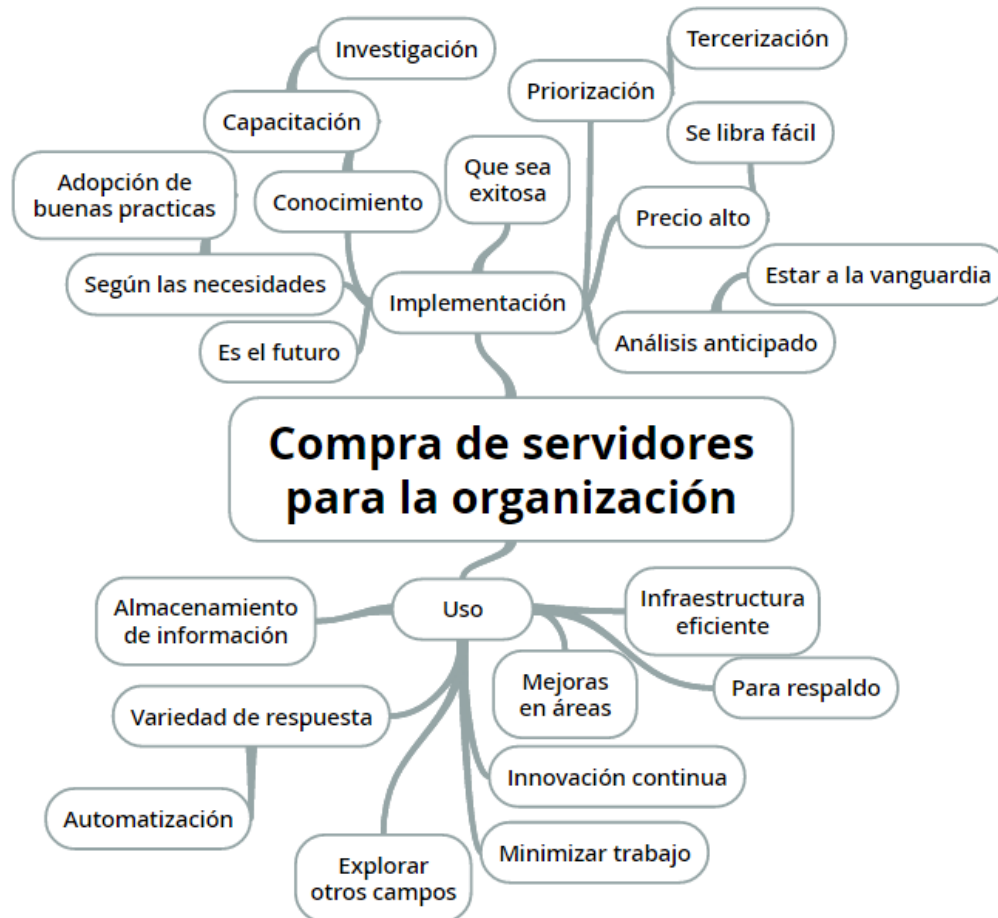 Investigación
Tercerización
Priorización
Capacitación
Se libra fácil
Que sea
exitosa
Adopción de
buenas practicas
Conocimiento
Precio alto
Estar a la vanguardia
Según las necesidades
Implementación
Análisis anticipado
Es el futuro
Compra de servidores
para la organización
Uso
Almacenamiento
de información
Infraestructura
eficiente
Mejoras
en áreas
Para respaldo
Variedad de respuesta
Innovación continua
Automatización
Minimizar trabajo
Explorar
otros campos